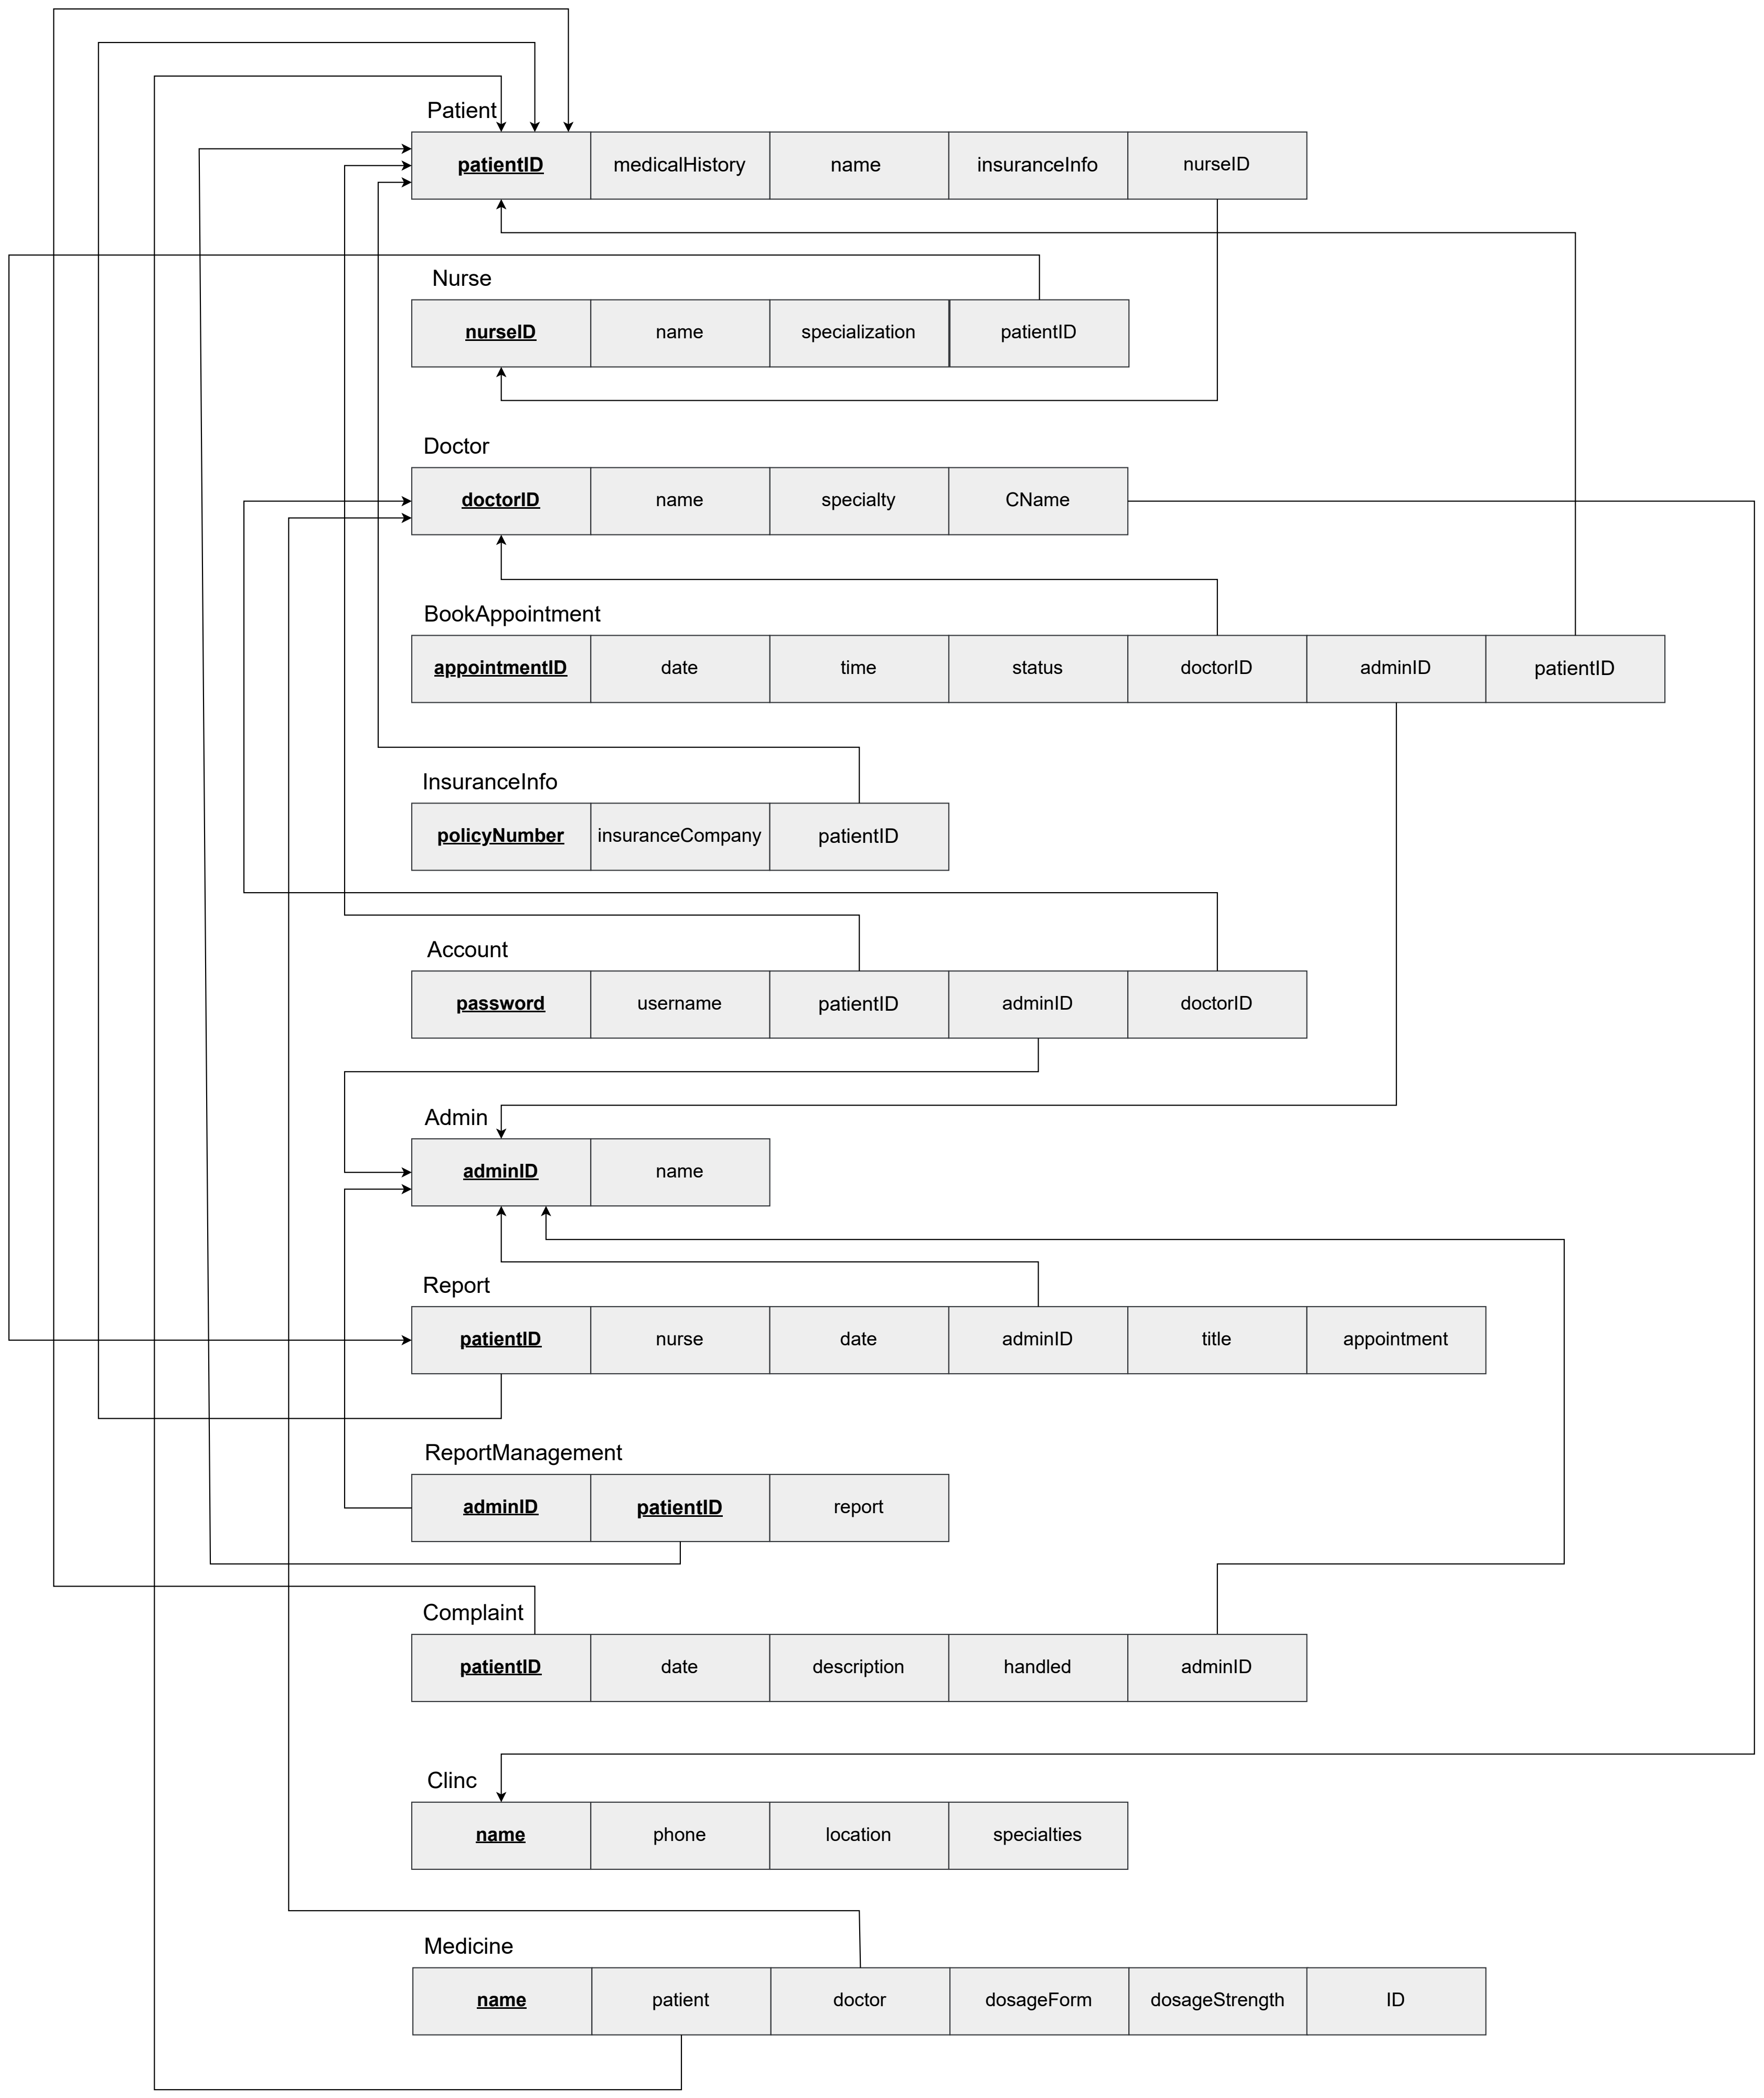 Patient
patientID medicalHistory name insuranceInfo nurseID
Nurse
nurseID name specialization patientID
Doctor
doctorID name specialty CName
BookAppointment
appointmentID date time status doctorID adminID patientID
InsuranceInfo
policyNumber insuranceCompany patientID
Account
password username patientID adminID doctorID
Admin
adminID name
Report
patientID nurse date adminID title appointment
ReportManagement
adminID patientID report
Complaint
patientID date description handled adminID
Clinc
name phone location specialties
Medicine
name patient doctor dosageForm dosageStrength ID